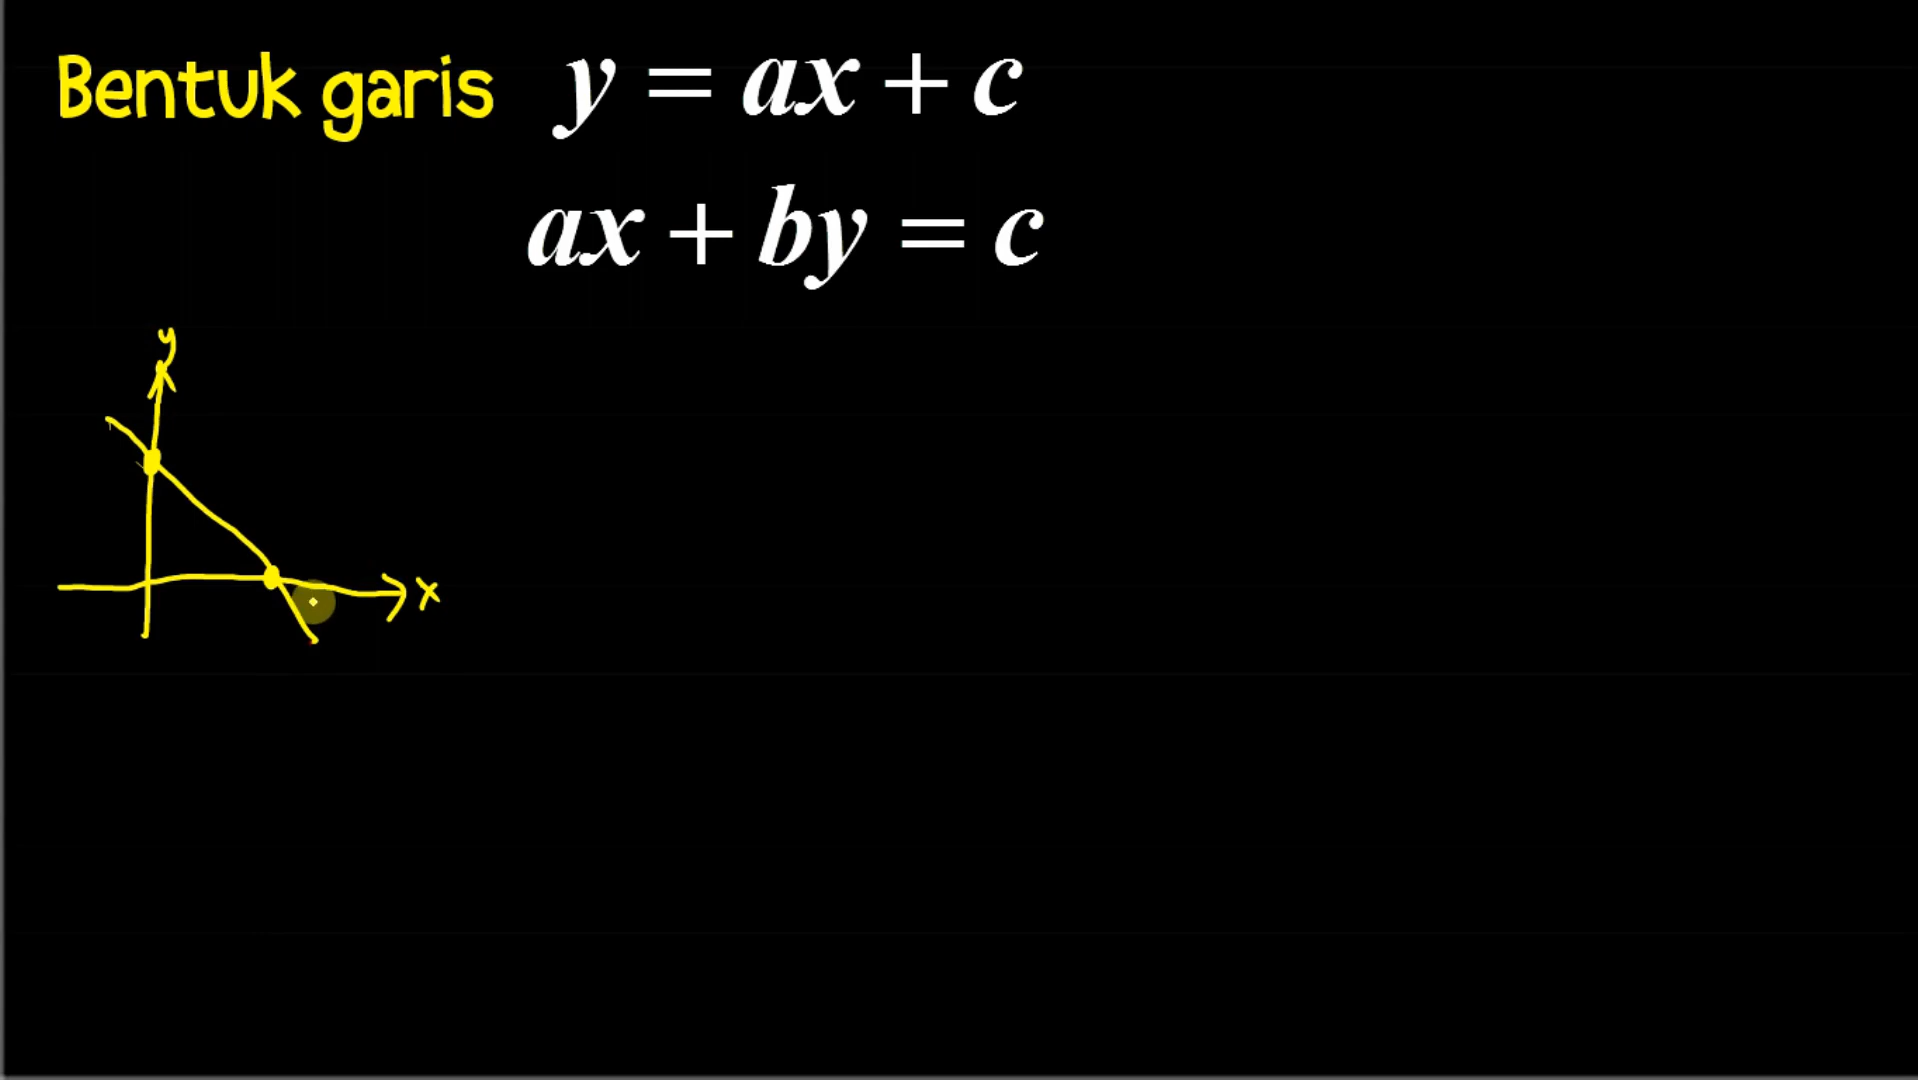 Bentuk garis y = ax + c
ax + by = c
y
x